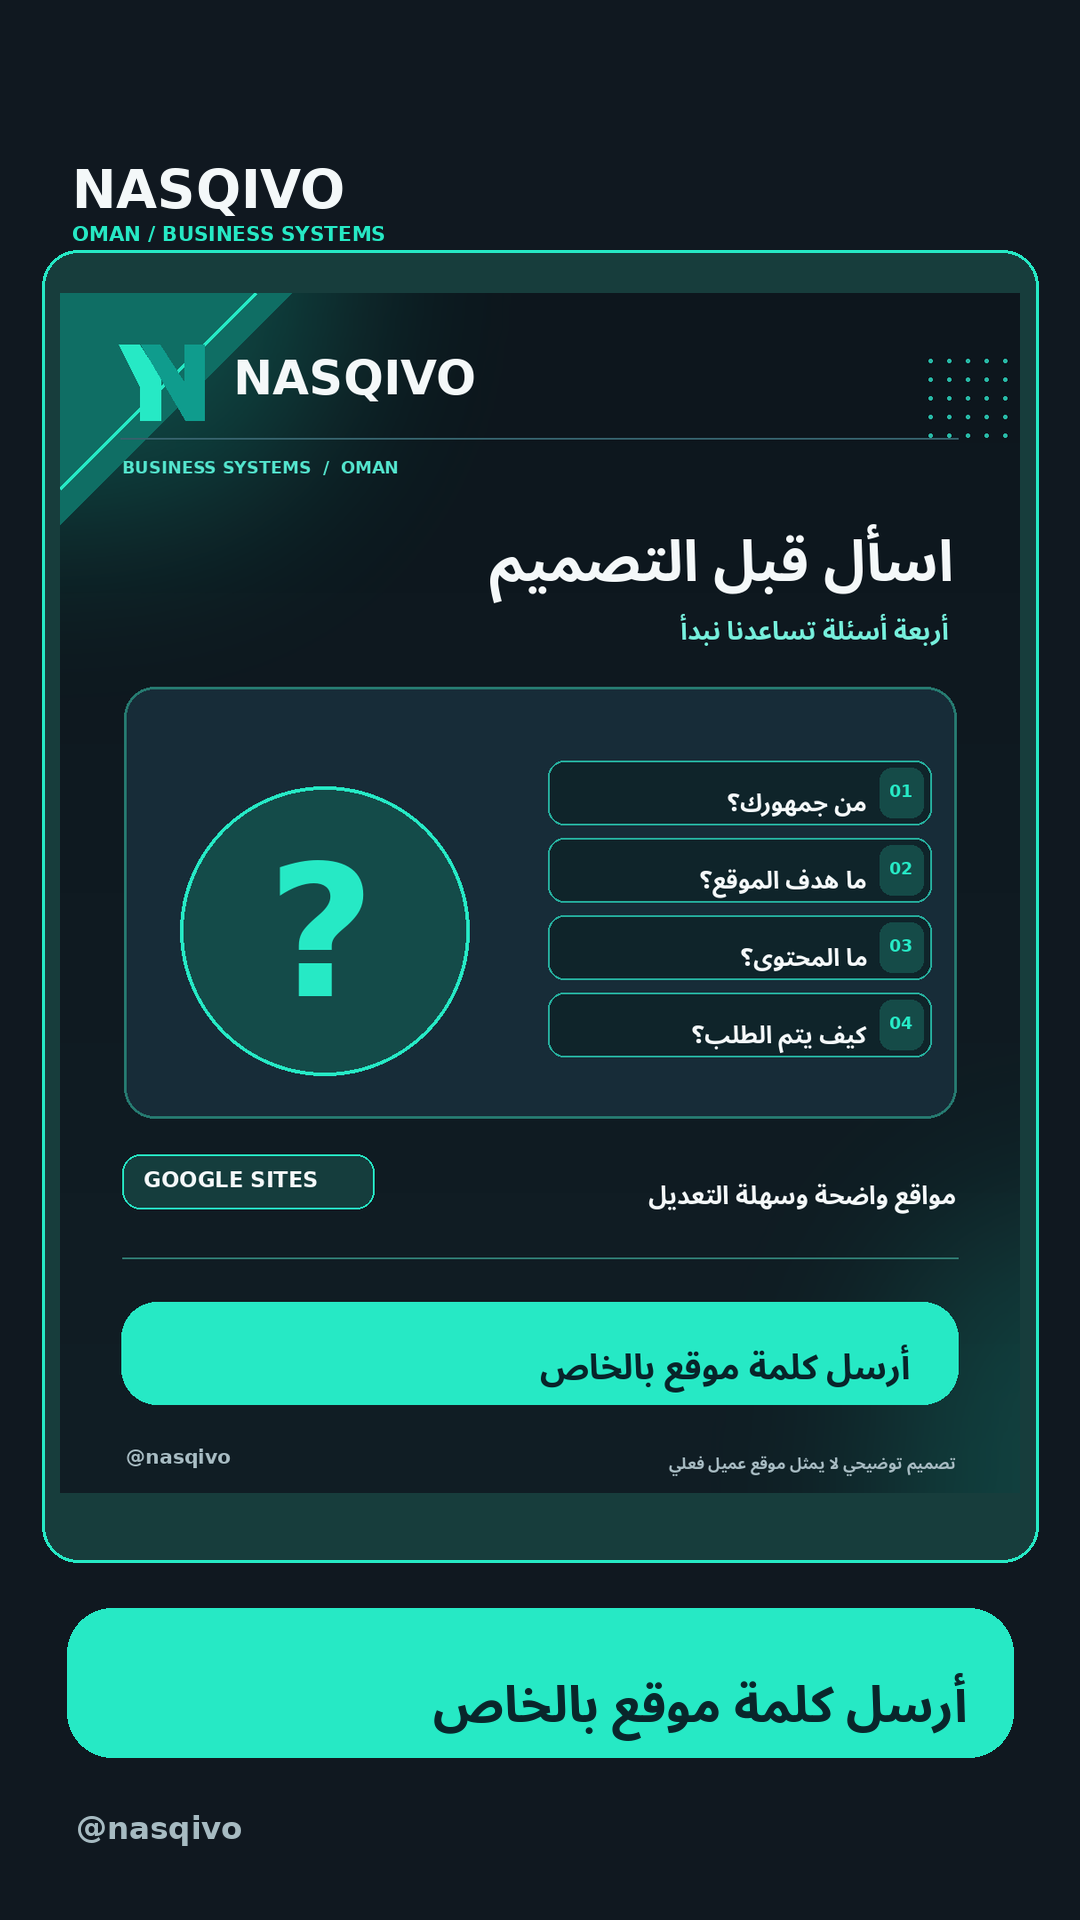 NASQIVO
OMAN / BUSINESS SYSTEMS
NASQIVO
BUSINESS SYSTEMS / OMAN
اسأل قبل التصميم
أربعة أسئلة تساعدنا نبدأ
?
01 من جمهورك؟
02 ما هدف الموقع؟
03 ما المحتوى؟
04 كيف يتم الطلب؟
GOOGLE SITES
مواقع واضحة وسهلة التعديل
أرسل كلمة موقع بالخاص
@nasqivo
تصميم توضيحي لا يمثل موقع عميل فعلي
أرسل كلمة موقع بالخاص
@nasqivo